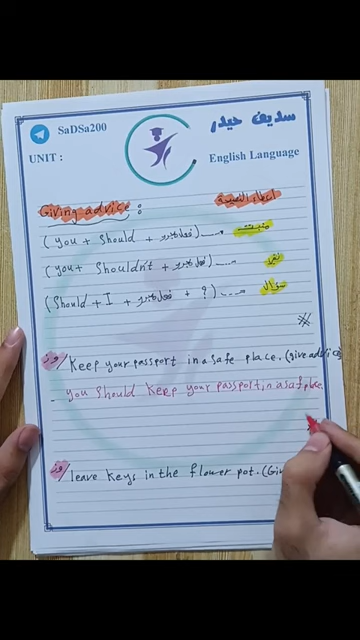 SaDSa200
سديف حيدر
UNIT :
English Language
Giving advice : اعطاء النصيحة
(you + should + فعل مجرد) مثبت
(you + shouldn't + فعل مجرد) نفي
(should + I + فعل مجرد + ?) سؤال
Keep your passport in a safe place. (give advice)
- you should keep your passport in a safe place.
leave keys in the flower pot. (Giv